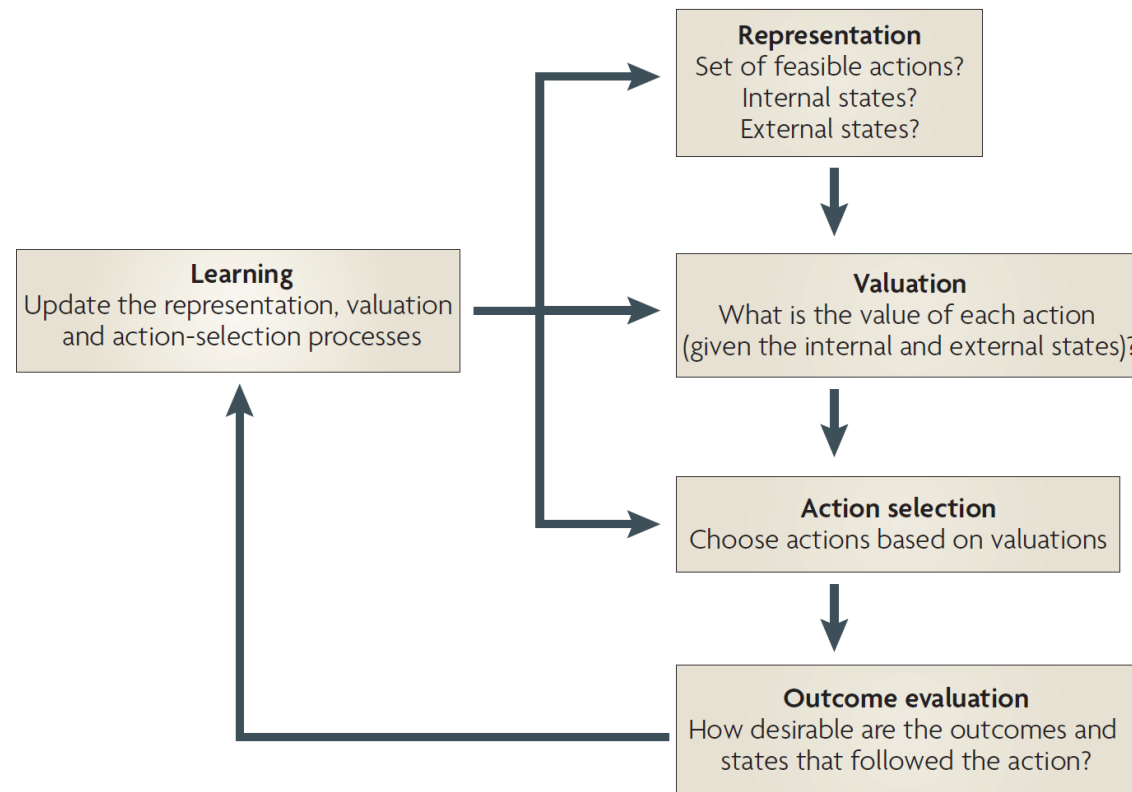 Representation
Set of feasible actions?
Internal states?
External states?
Learning
Update the representation, valuation
and action-selection processes
Valuation
What is the value of each action
(given the internal and external states)?
Action selection
Choose actions based on valuations
Outcome evaluation
How desirable are the outcomes and
states that followed the action?